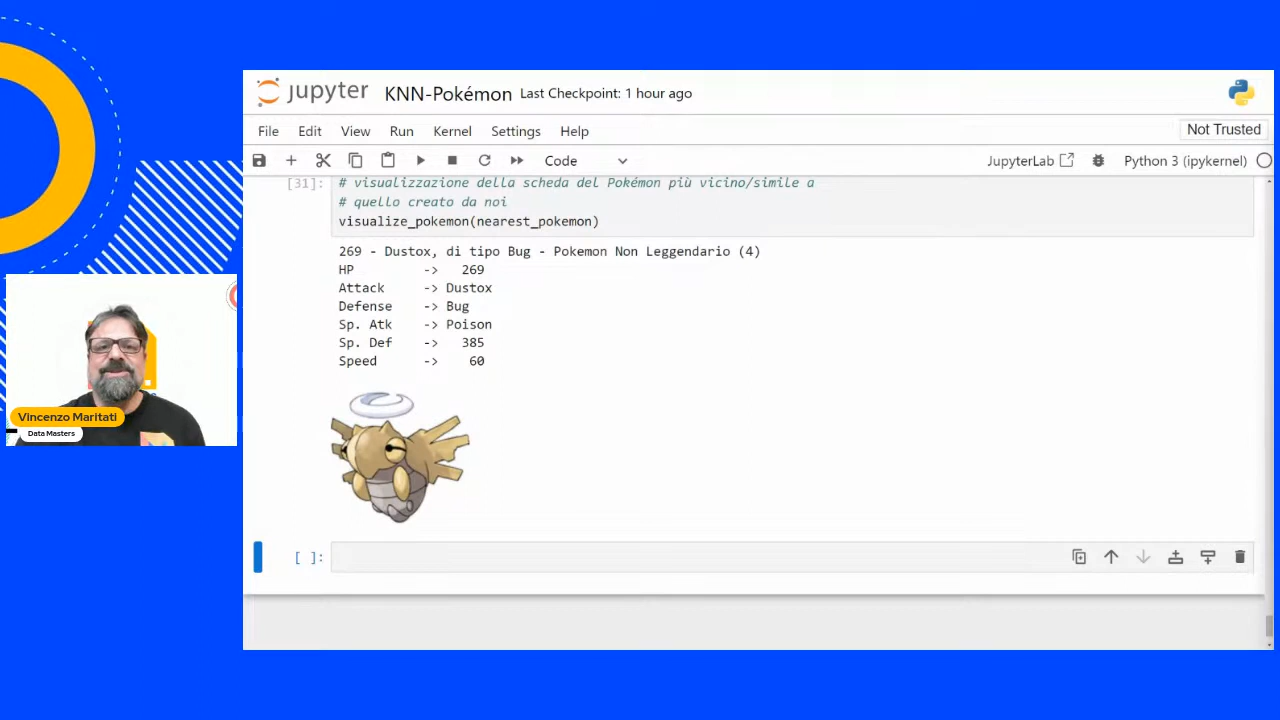 jupyter KNN-Pokémon Last Checkpoint: 1 hour ago
File Edit View Run Kernel Settings Help
Not Trusted
Code
JupyterLab
Python 3 (ipykernel)
[31]: # visualizzazione della scheda del Pokémon più vicino/simile a
# quello creato da noi
visualize_pokemon(nearest_pokemon)
269 - Dustox, di tipo Bug - Pokemon Non Leggendario (4)
HP -> 269
Attack -> Dustox
Defense -> Bug
Sp. Atk -> Poison
Sp. Def -> 385
Speed -> 60
[ ]:
Vincenzo Maritati
Data Masters